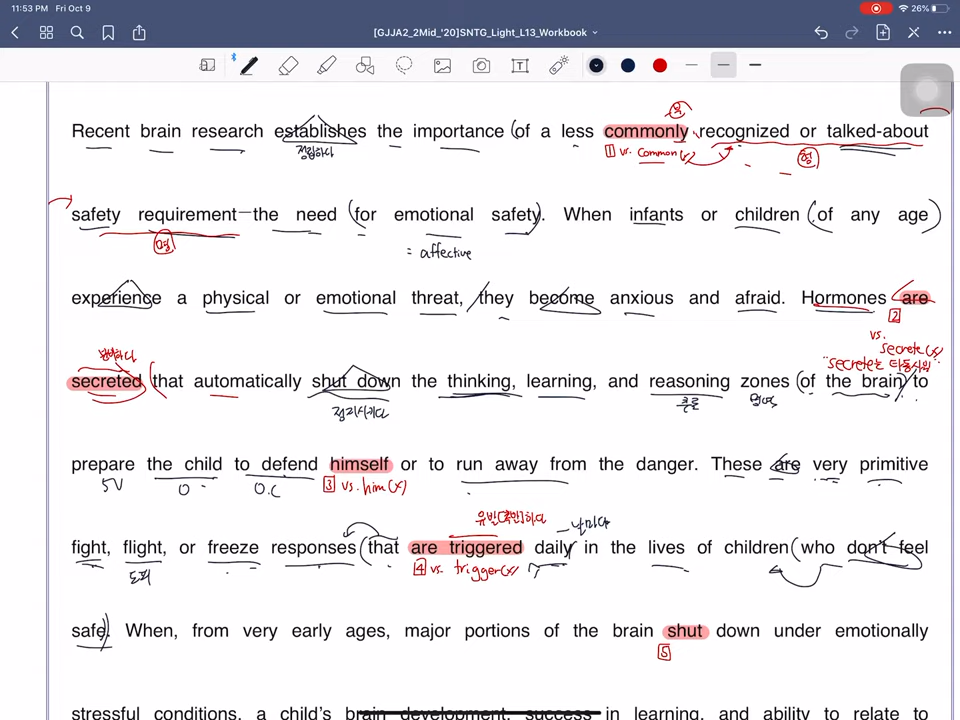 11:53 PM Fri Oct 9 26%
[GJJA2_2Mid_'20]SNTG_Light_L13_Workbook
Recent brain research establishes the importance (of a less commonly recognized or talked-about
정립하다 1 vs. common(x) 형
safety requirement—the need (for emotional safety). When infants or children (of any age)
명 = affective
experience a physical or emotional threat, they become anxious and afraid. Hormones are
2
vs.
secrete(x)
분비하다 "secrete는 타동사임"
secreted (that automatically shut down the thinking, learning, and reasoning zones (of the brain) to
정지시키다 추론 영역
prepare the child to defend himself or to run away from the danger. These are very primitive
5V O O.C 3 vs. him(x)
유발[촉발]하다 날마다
fight, flight, or freeze responses (that are triggered daily in the lives of children (who don't feel
도피 4 vs. trigger(x)
safe). When, from very early ages, major portions of the brain shut down under emotionally
5
stressful conditions, a child's brain development, success in learning, and ability to relate to